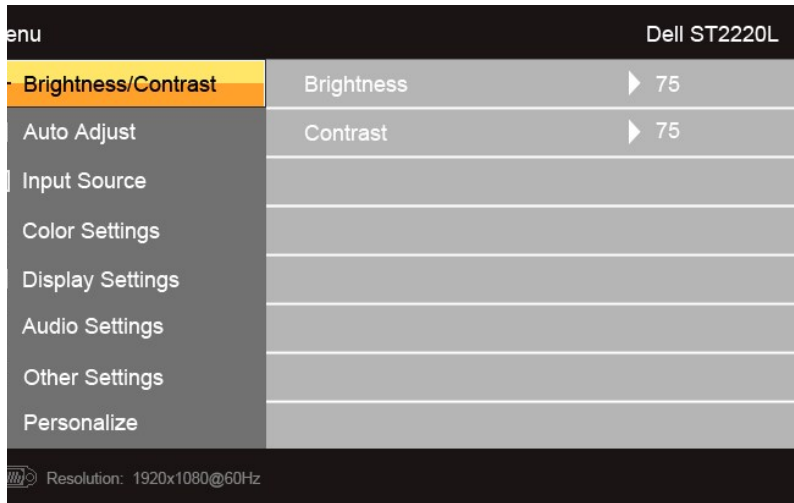 enu Dell ST2220L
Brightness/Contrast Brightness 75
Auto Adjust Contrast 75
Input Source
Color Settings
Display Settings
Audio Settings
Other Settings
Personalize
Resolution: 1920x1080@60Hz